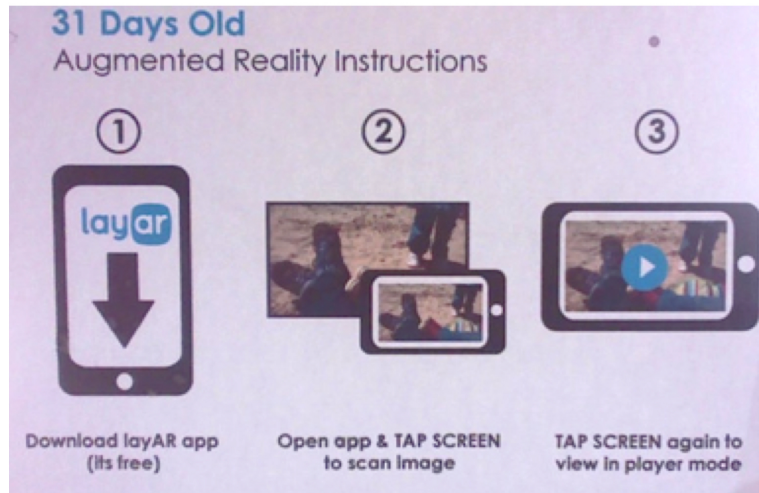 31 Days Old
Augmented Reality Instructions
1
2
3
layar
Download layAR app
(Its free)
Open app & TAP SCREEN
to scan image
TAP SCREEN again to
view in player mode